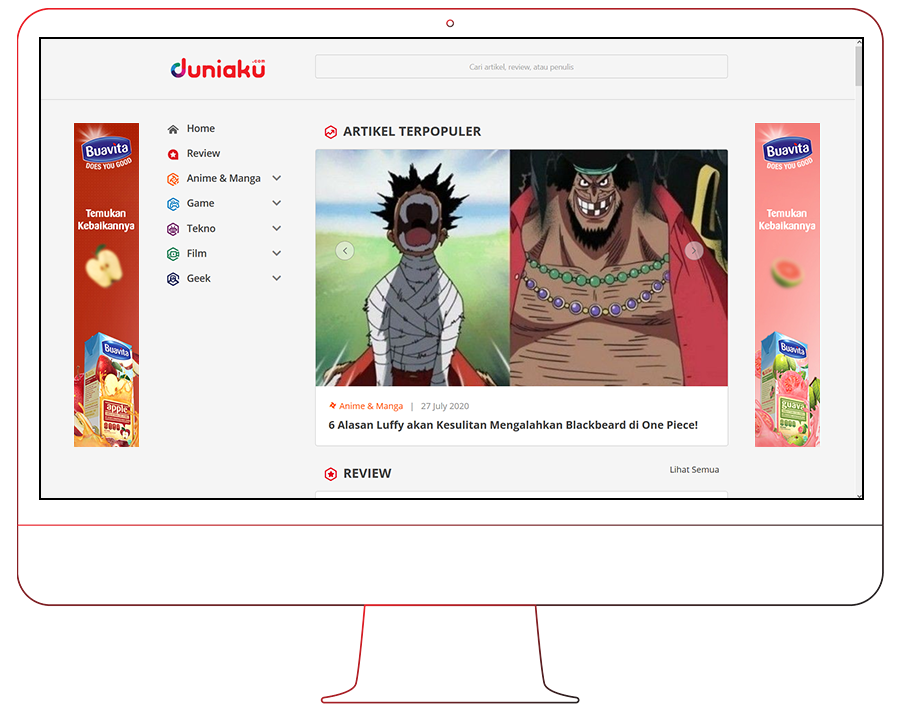 duniaku
.com
Cari artikel, review, atau penulis
Buavita
DOES YOU GOOD
Temukan
Kebaikannya
Buavita
apple
Home
Review
Anime & Manga
Game
Tekno
Film
Geek
ARTIKEL TERPOPULER
Anime & Manga | 27 July 2020
6 Alasan Luffy akan Kesulitan Mengalahkan Blackbeard di One Piece!
REVIEW
Lihat Semua
Buavita
DOES YOU GOOD
Temukan
Kebaikannya
Buavita
guava